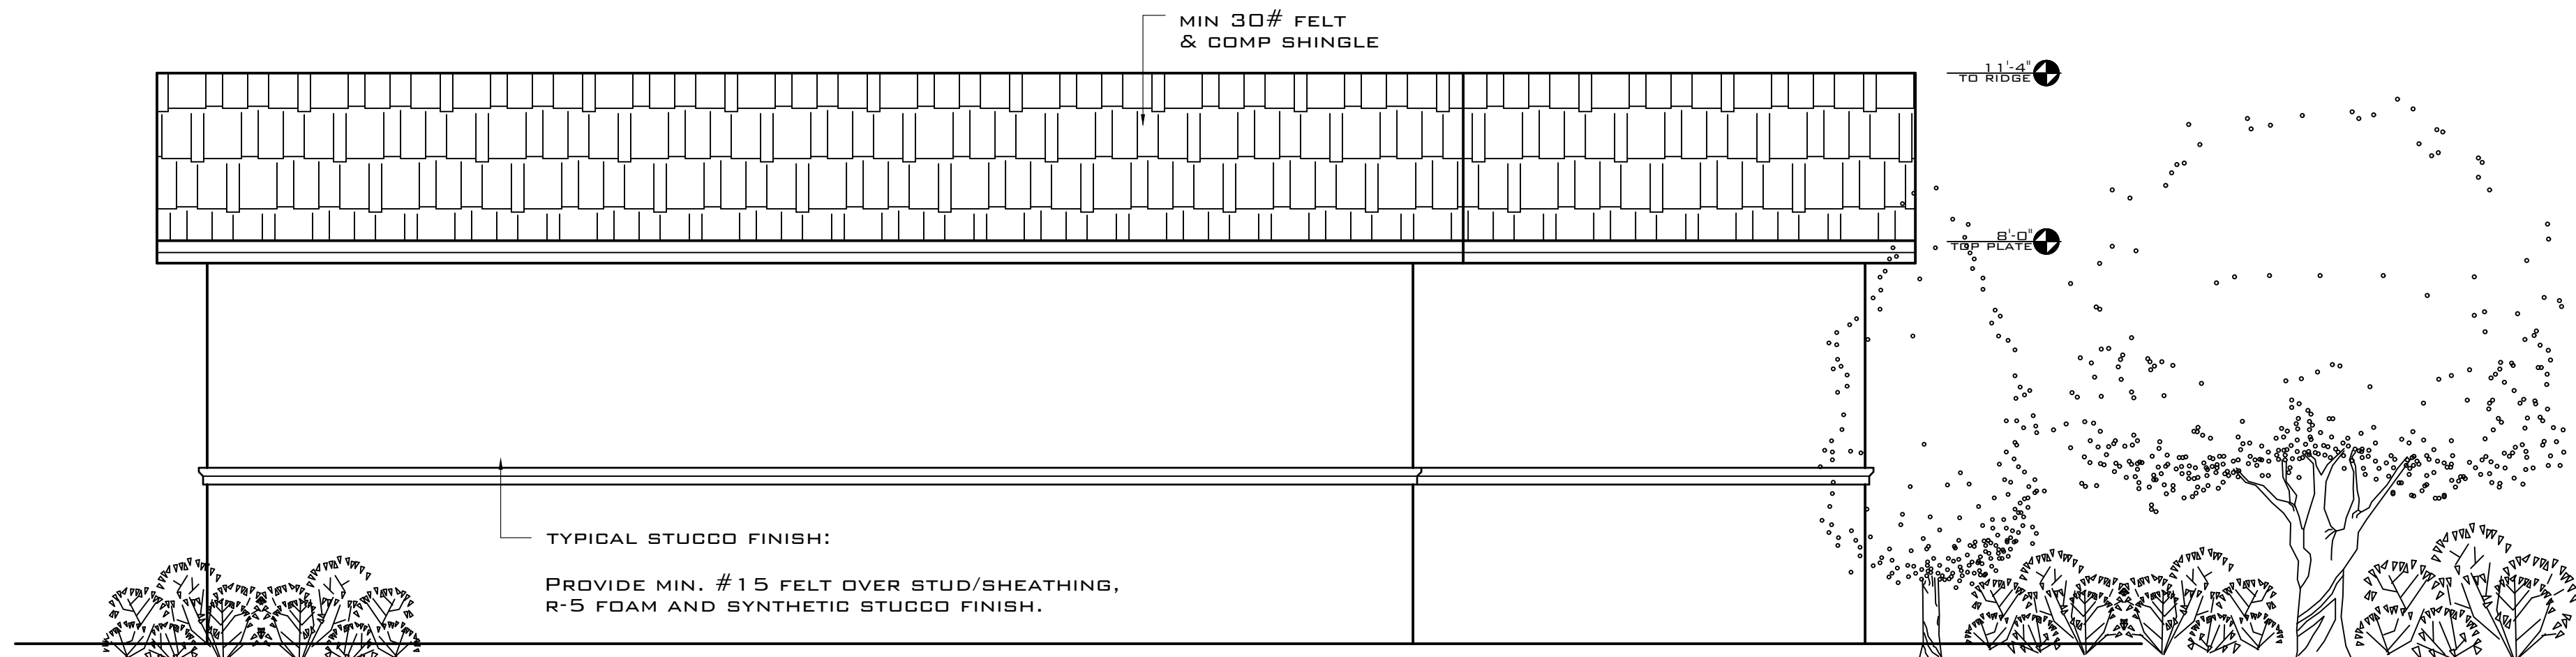 MIN 30# FELT
& COMP SHINGLE
11'-4"
TO RIDGE
8'-0"
TOP PLATE
TYPICAL STUCCO FINISH:
PROVIDE MIN. #15 FELT OVER STUD/SHEATHING,
R-5 FOAM AND SYNTHETIC STUCCO FINISH.